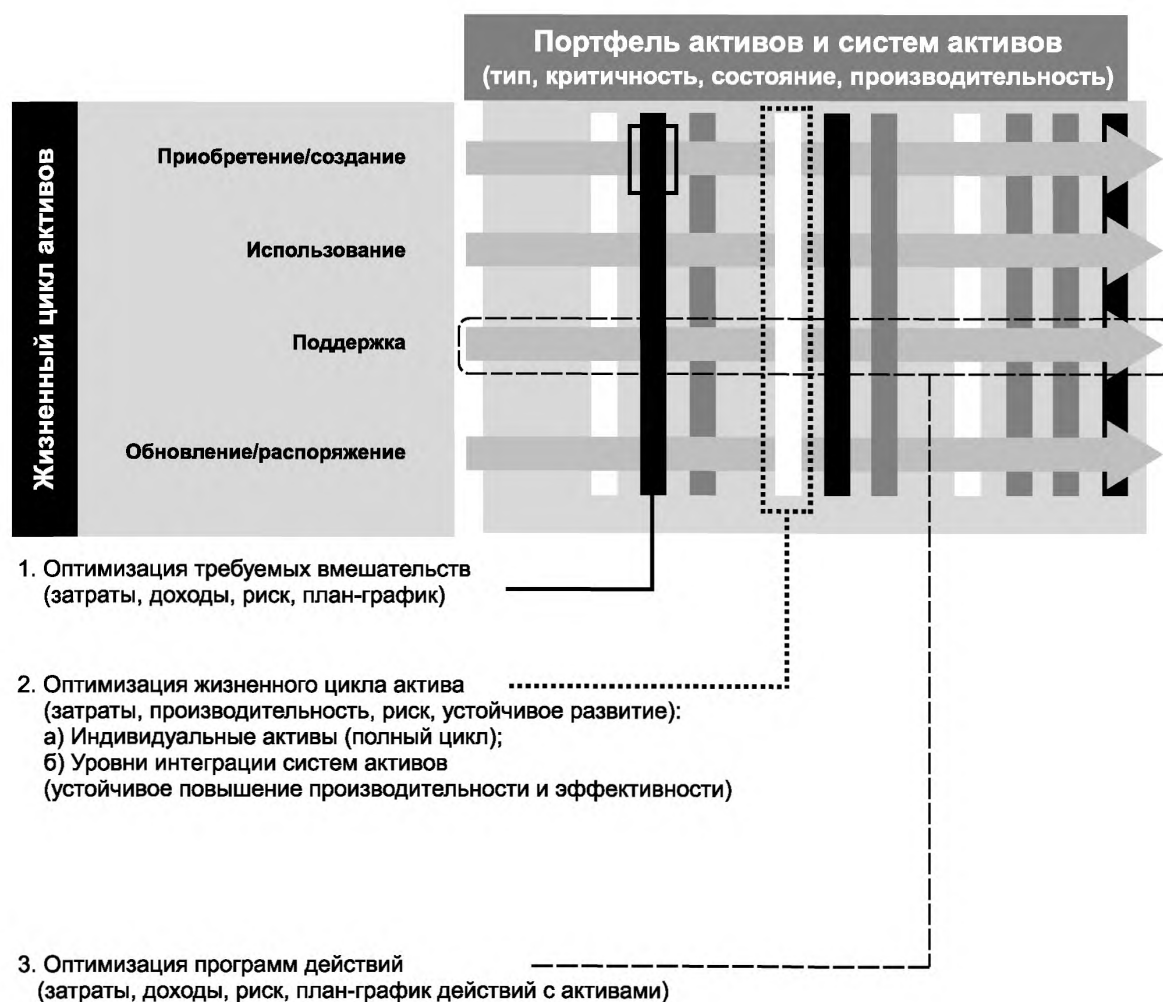 Портфель активов и систем активов
(тип, критичность, состояние, производительность)
Жизненный цикл активов
Приобретение/создание
Использование
Поддержка
Обновление/распоряжение
1. Оптимизация требуемых вмешательств
(затраты, доходы, риск, план-график)
2. Оптимизация жизненного цикла актива
(затраты, производительность, риск, устойчивое развитие):
а) Индивидуальные активы (полный цикл);
б) Уровни интеграции систем активов
(устойчивое повышение производительности и эффективности)
3. Оптимизация программ действий
(затраты, доходы, риск, план-график действий с активами)